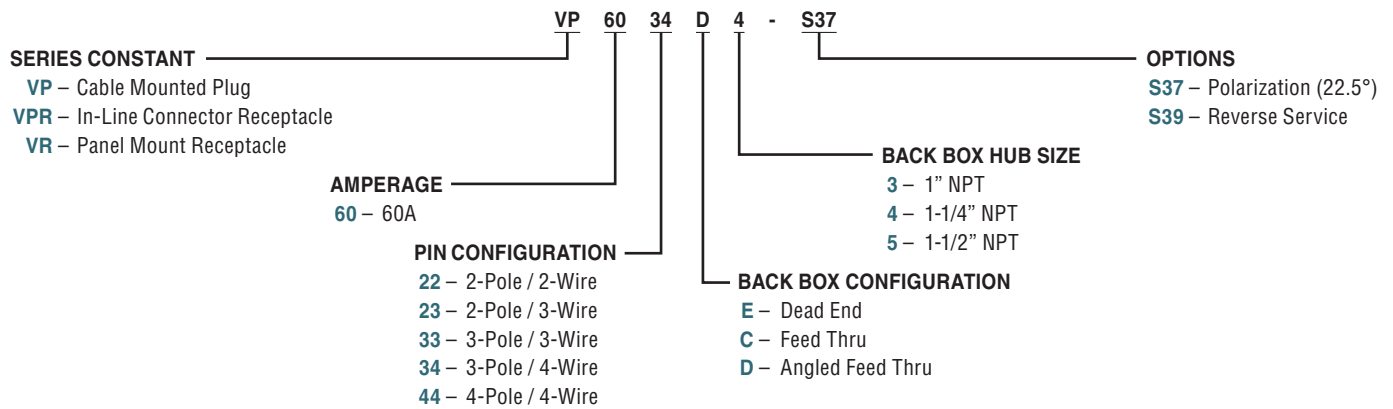 VP 60 34 D 4 - S37
SERIES CONSTANT
VP – Cable Mounted Plug
VPR – In-Line Connector Receptacle
VR – Panel Mount Receptacle
AMPERAGE
60 – 60A
PIN CONFIGURATION
22 – 2-Pole / 2-Wire
23 – 2-Pole / 3-Wire
33 – 3-Pole / 3-Wire
34 – 3-Pole / 4-Wire
44 – 4-Pole / 4-Wire
BACK BOX CONFIGURATION
E – Dead End
C – Feed Thru
D – Angled Feed Thru
BACK BOX HUB SIZE
3 – 1” NPT
4 – 1-1/4” NPT
5 – 1-1/2” NPT
OPTIONS
S37 – Polarization (22.5°)
S39 – Reverse Service